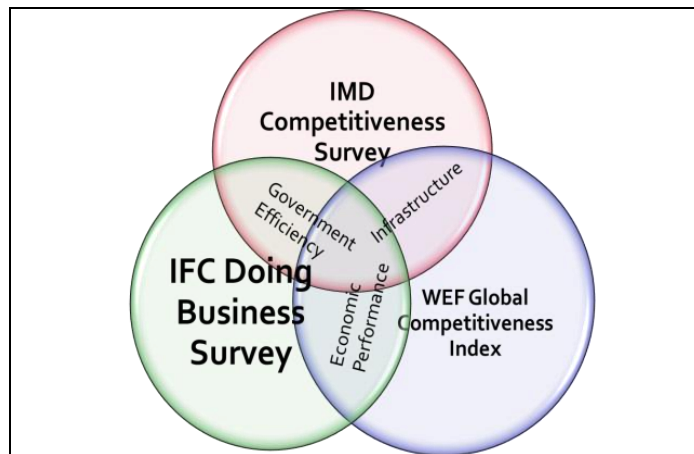 IMD
Competitiveness
Survey
Government
Efficiency
Infrastructure
IFC Doing
Business
Survey
Economic
Performance
WEF Global
Competitiveness
Index